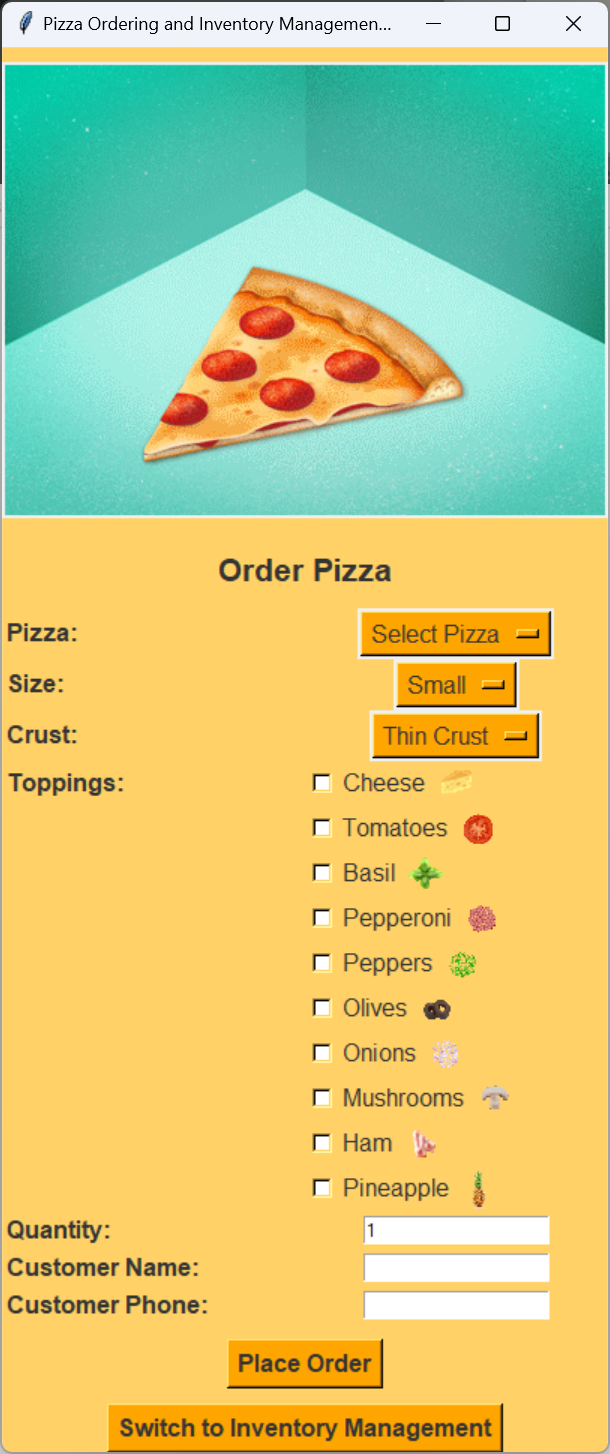 Pizza Ordering and Inventory Managemen...
Order Pizza
Pizza: Select Pizza
Size: Small
Crust: Thin Crust
Toppings: Cheese
Tomatoes
Basil
Pepperoni
Peppers
Olives
Onions
Mushrooms
Ham
Pineapple
Quantity: 1
Customer Name:
Customer Phone:
Place Order
Switch to Inventory Management